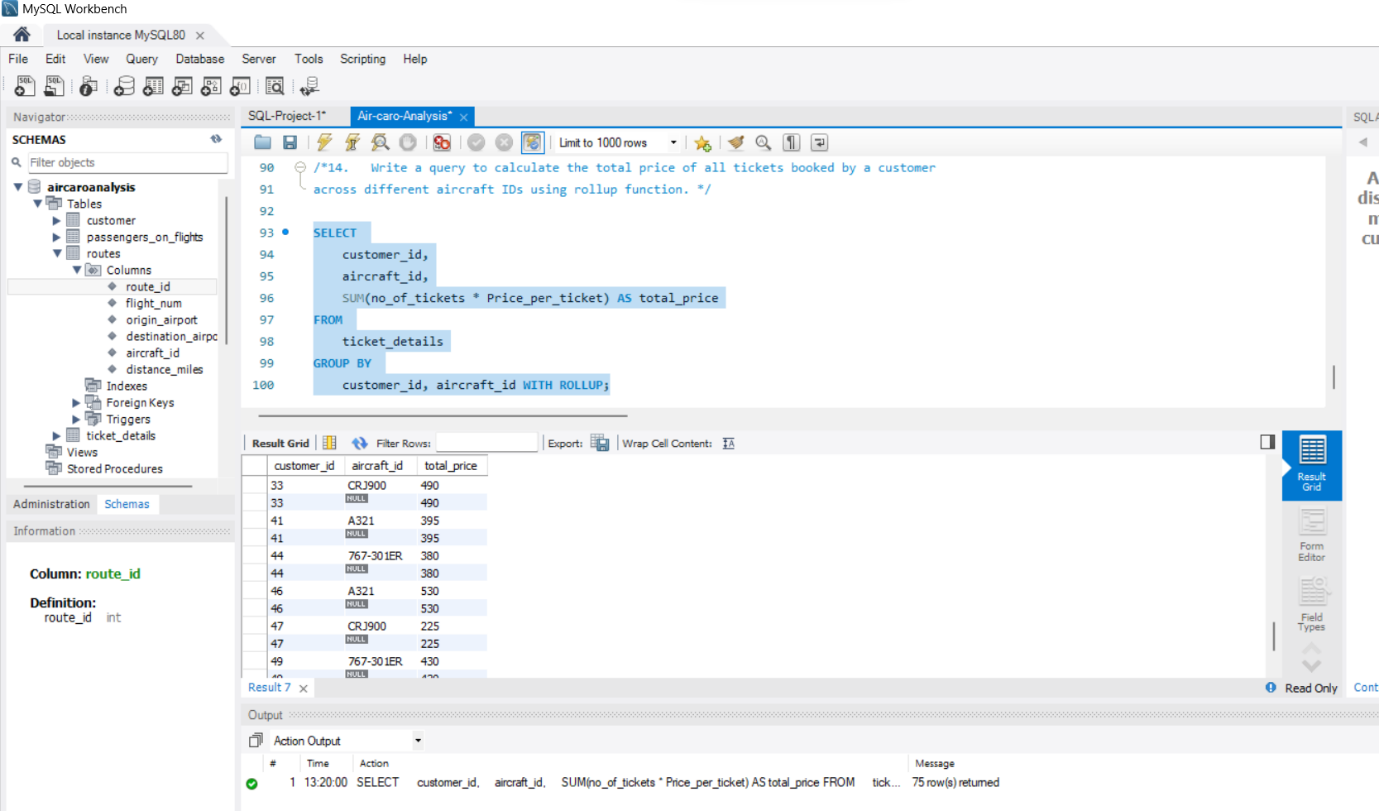 MySQL Workbench
Local instance MySQL80
File Edit View Query Database Server Tools Scripting Help
Navigator
SCHEMAS
Filter objects
aircaroanalysis
Tables
customer
passengers_on_flights
routes
Columns
route_id
flight_num
origin_airport
destination_airpo
aircraft_id
distance_miles
Indexes
Foreign Keys
Triggers
ticket_details
Views
Stored Procedures
Administration Schemas
Information
Column: route_id
Definition:
route_id int
SQL-Project-1* Air-caro-Analysis*
Limit to 1000 rows
90 /*14. Write a query to calculate the total price of all tickets booked by a customer
91 across different aircraft IDs using rollup function. */
92
93 SELECT
94 customer_id,
95 aircraft_id,
96 SUM(no_of_tickets * Price_per_ticket) AS total_price
97 FROM
98 ticket_details
99 GROUP BY
100 customer_id, aircraft_id WITH ROLLUP;
Result Grid Filter Rows: Export: Wrap Cell Content:
customer_id aircraft_id total_price
33 CRJ900 490
33 NULL 490
41 A321 395
41 NULL 395
44 767-301ER 380
44 NULL 380
46 A321 530
46 NULL 530
47 CRJ900 225
47 NULL 225
49 767-301ER 430
49 NULL 430
Result Grid
Form Editor
Field Types
Result 7
Read Only
Output
Action Output
# Time Action Message
1 13:20:00 SELECT customer_id, aircraft_id, SUM(no_of_tickets * Price_per_ticket) AS total_price FROM tick... 75 row(s) returned
SQLA
A
dis
m
cu
Cont